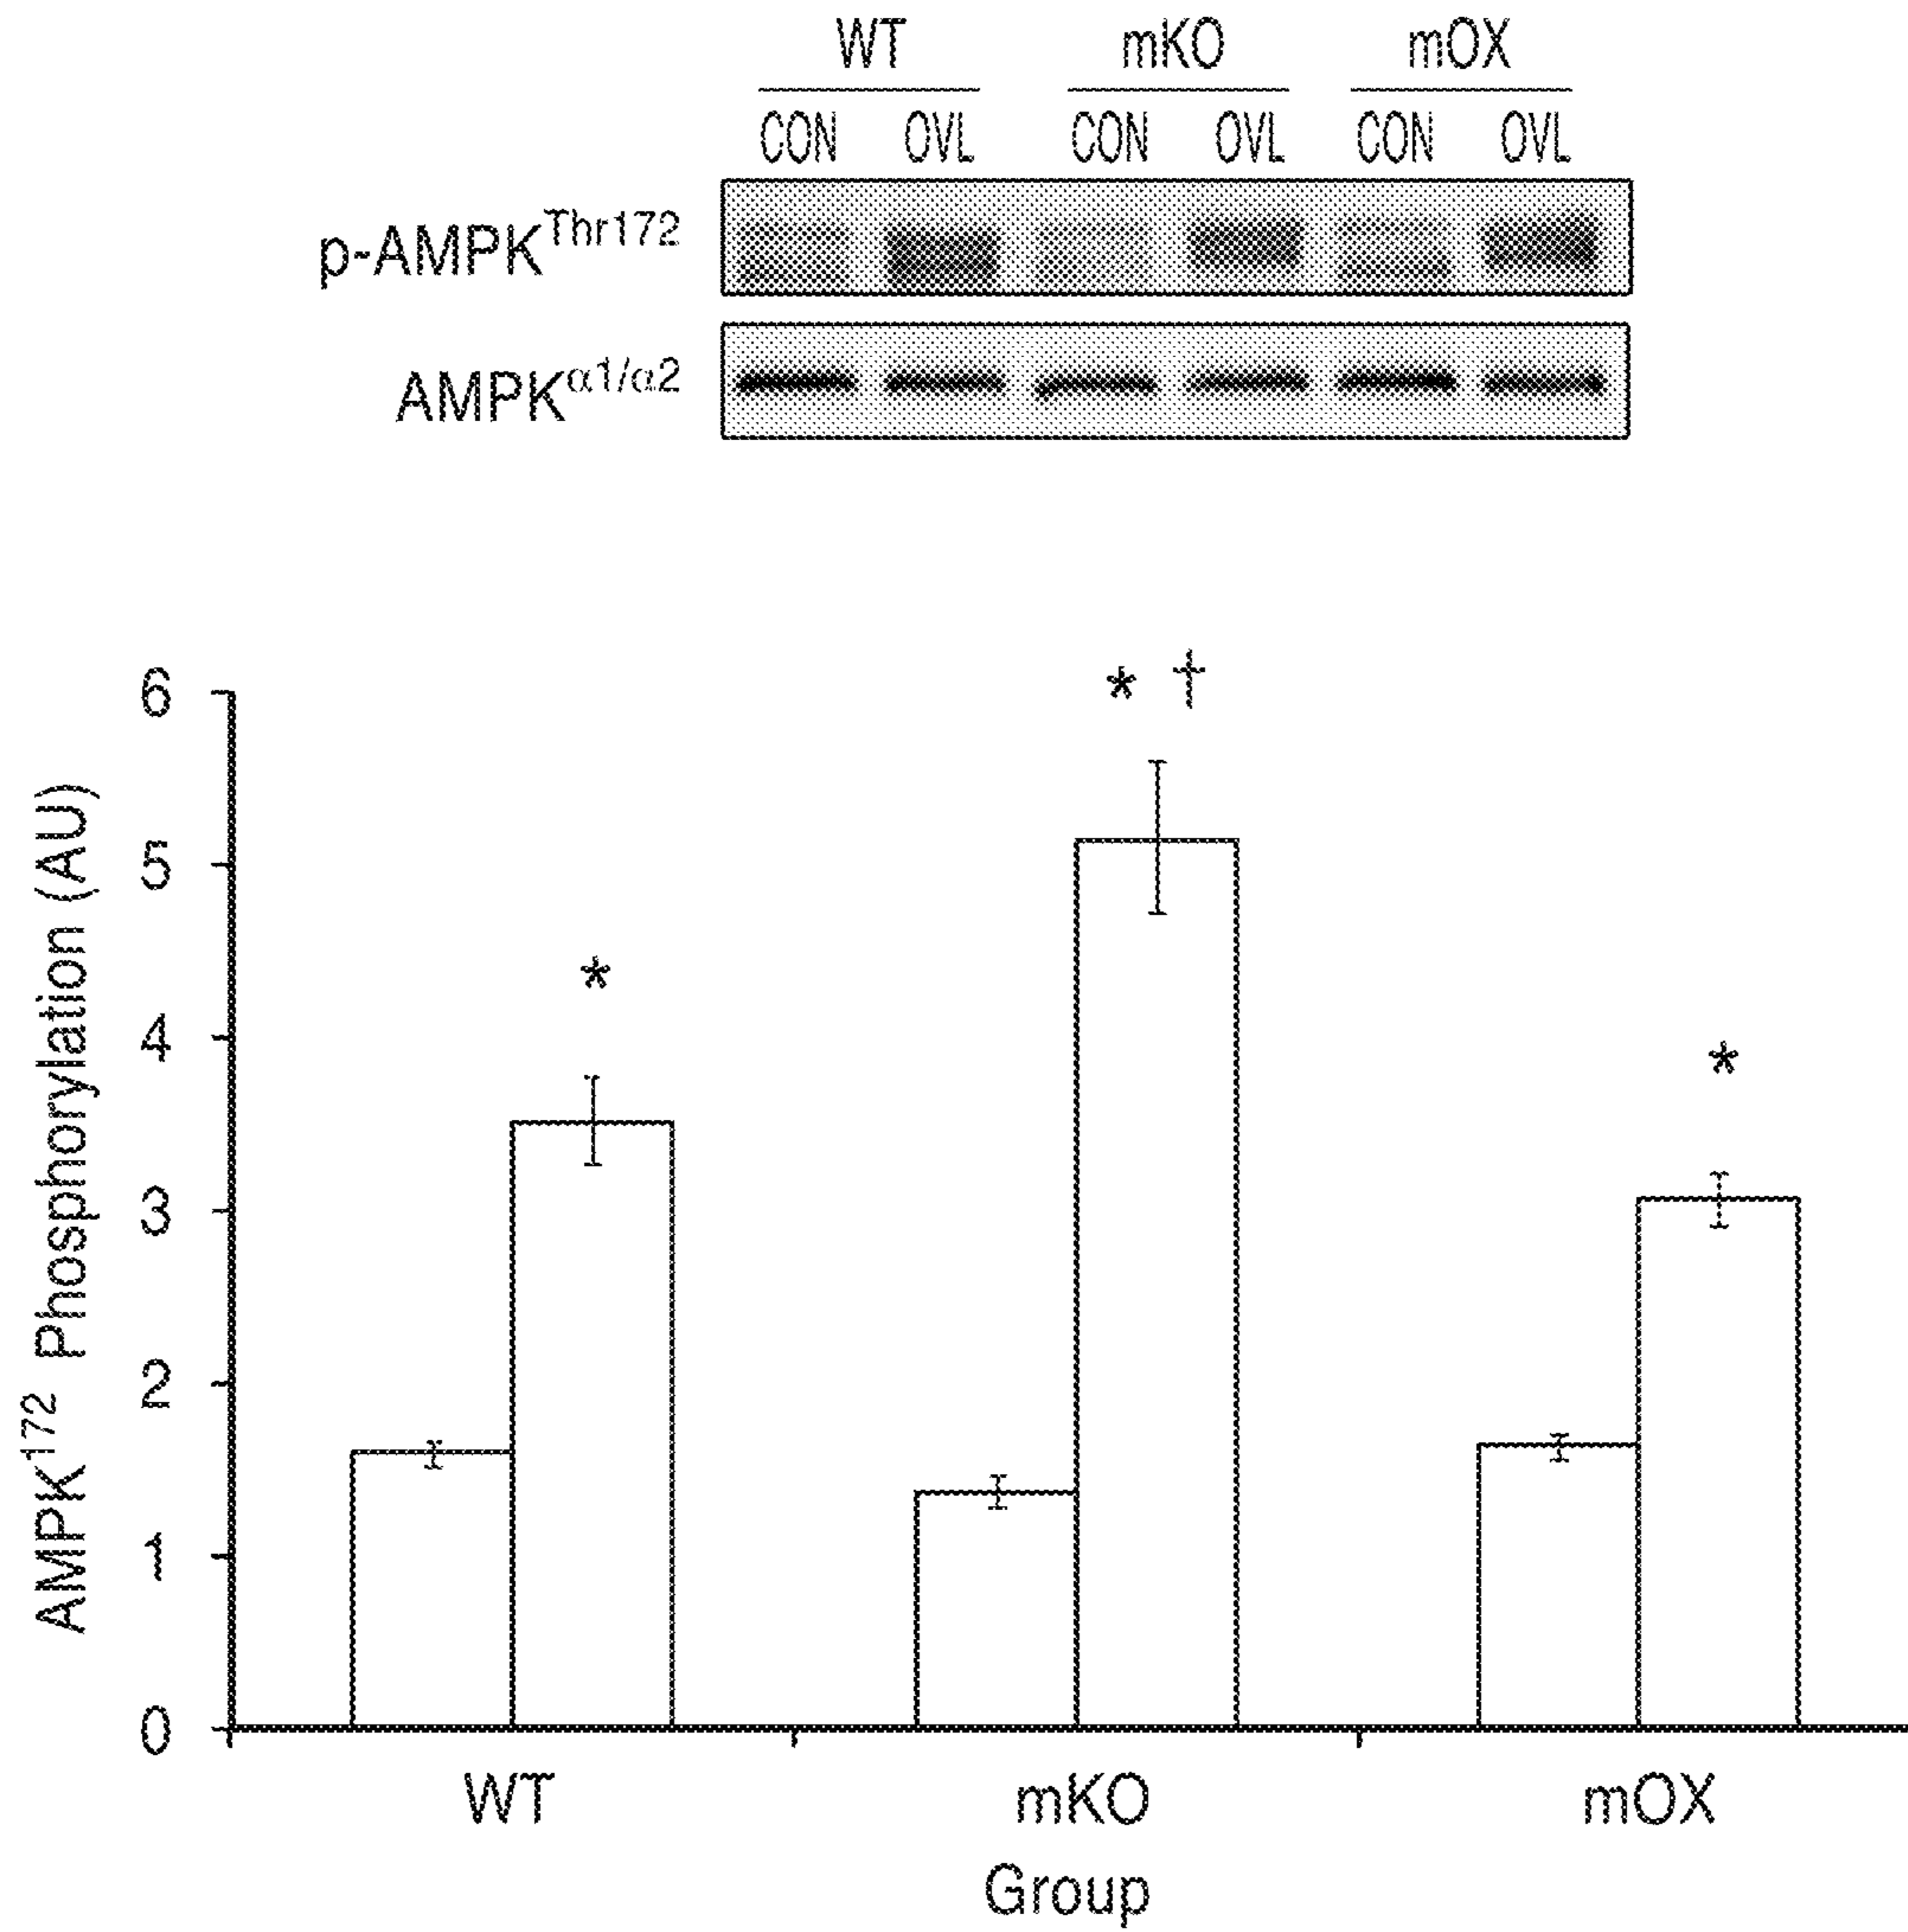 WT mKO mOX
CON OVL CON OVL CON OVL
p-AMPK^Thr172
AMPK^α1/α2
* †
6
5
*
4
*
3
2
1
0
AMPK^172 Phosphorylation (AU)
WT mKO mOX
Group